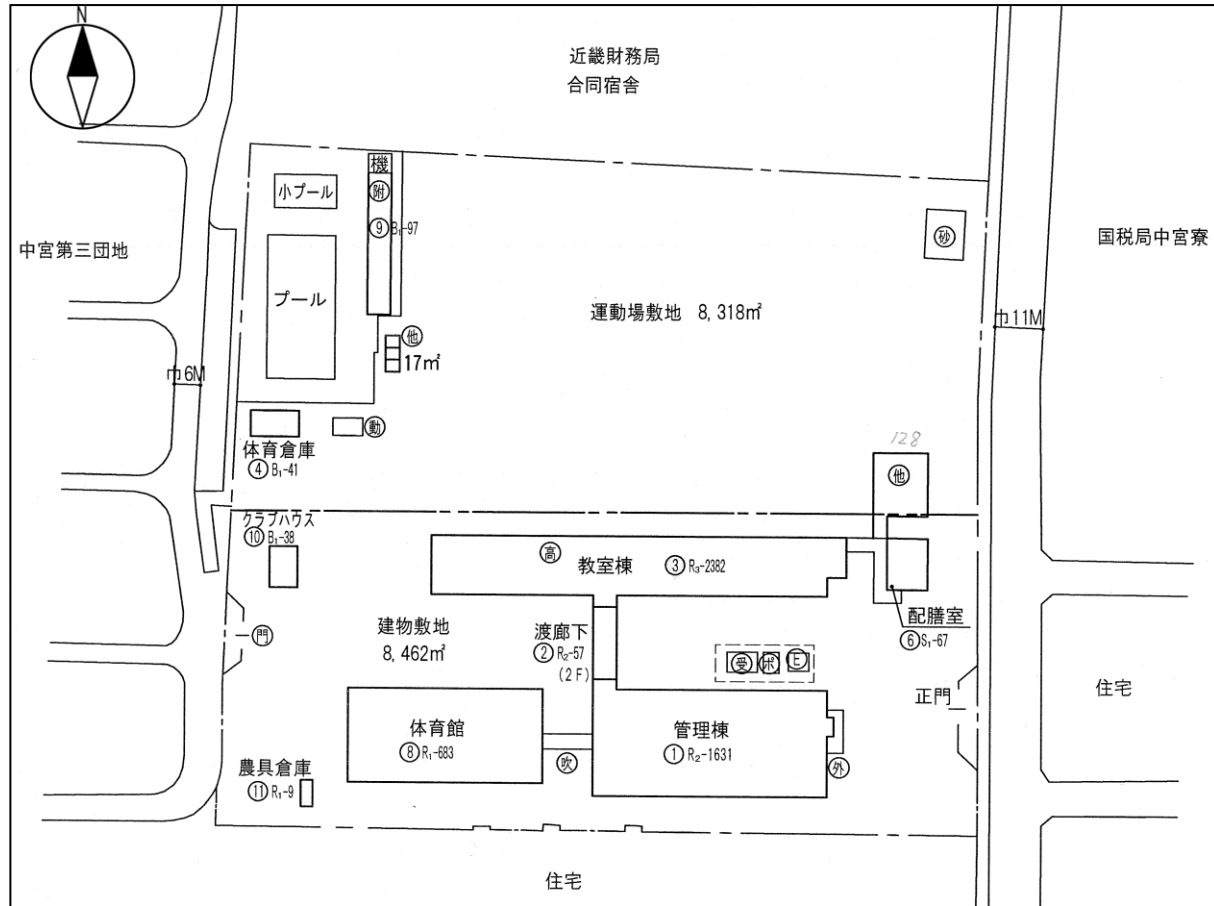 N
近畿財務局
合同宿舎
機
附
小プール
⑨ B₁-97
砂
中宮第三団地
国税局中宮寮
プール
運動場敷地 8,318㎡
巾11M
他
17㎡
巾6M
動
体育倉庫
④ B₁-41
128
他
クラブハウス
⑩ B₁-38
高
教室棟 ③ R₃-2382
配膳室
⑥ S₁-67
門
建物敷地
8,462㎡
渡廊下
② R₂-57
(2F)
受 ポ E
正門
住宅
体育館
⑧ R₁-683
管理棟
① R₂-1631
吹
外
農具倉庫
⑪ R₁-9
住宅